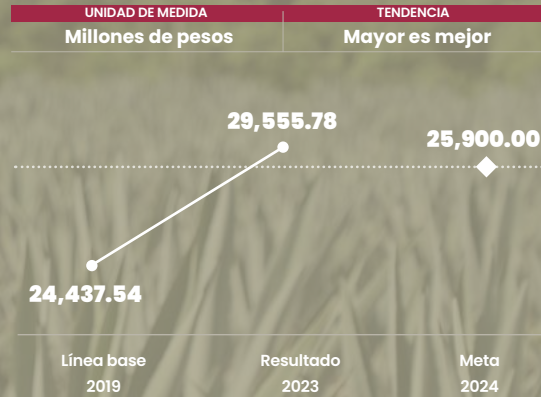 UNIDAD DE MEDIDA
TENDENCIA
Millones de pesos
Mayor es mejor
29,555.78
25,900.00
24,437.54
Línea base
Resultado
Meta
2019
2023
2024